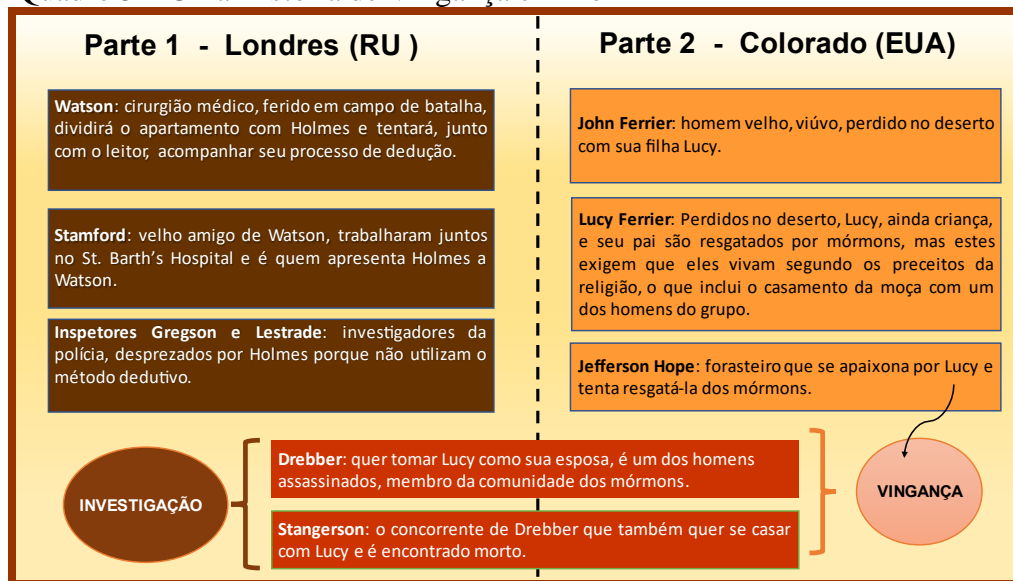 Parte 1 - Londres (RU )
Watson: cirurgião médico, ferido em campo de batalha,
dividirá o apartamento com Holmes e tentará, junto
com o leitor, acompanhar seu processo de dedução.
Stamford: velho amigo de Watson, trabalharam juntos
no St. Barth's Hospital e é quem apresenta Holmes a
Watson.
Inspetores Gregson e Lestrade: investigadores da
polícia, desprezados por Holmes porque não utilizam o
método dedutivo.
Parte 2 - Colorado (EUA)
John Ferrier: homem velho, viúvo, perdido no deserto
com sua filha Lucy.
Lucy Ferrier: Perdidos no deserto, Lucy, ainda criança,
e seu pai são resgatados por mórmons, mas estes
exigem que eles vivam segundo os preceitos da
religião, o que inclui o casamento da moça com um
dos homens do grupo.
Jefferson Hope: forasteiro que se apaixona por Lucy e
tenta resgatá-la dos mórmons.
INVESTIGAÇÃO
Drebber: quer tomar Lucy como sua esposa, é um dos homens
assassinados, membro da comunidade dos mórmons.
Stangerson: o concorrente de Drebber que também quer se casar
com Lucy e é encontrado morto.
VINGANÇA